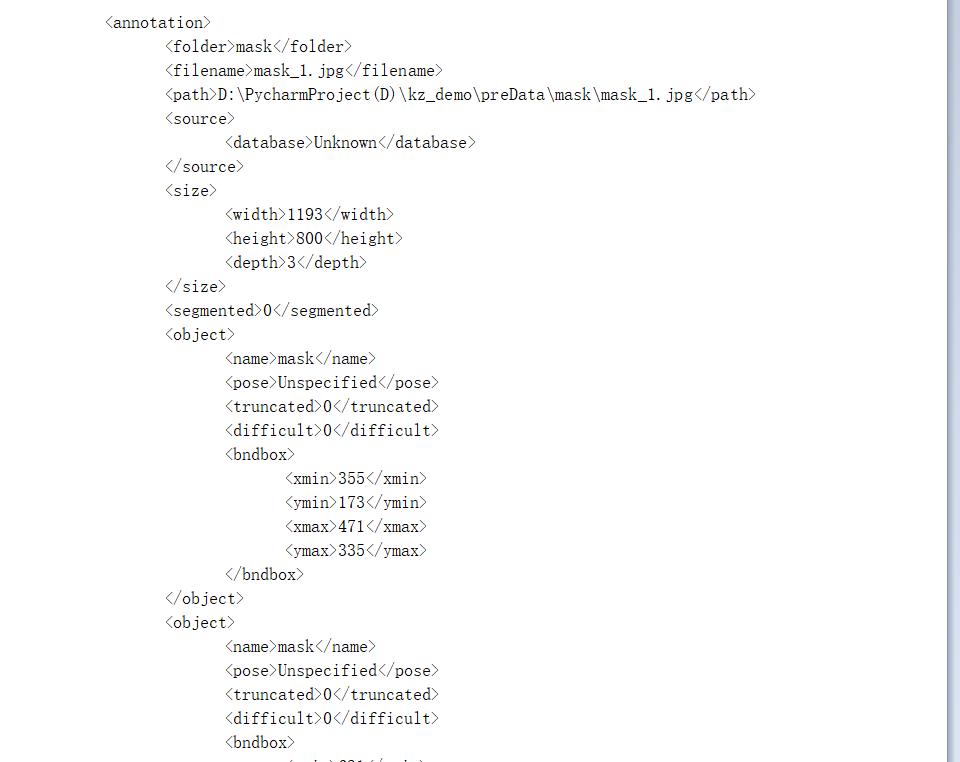 <annotation>
<folder>mask</folder>
<filename>mask_1.jpg</filename>
<path>D:\PycharmProject(D)\kz_demo\preData\mask\mask_1.jpg</path>
<source>
<database>Unknown</database>
</source>
<size>
<width>1193</width>
<height>800</height>
<depth>3</depth>
</size>
<segmented>0</segmented>
<object>
<name>mask</name>
<pose>Unspecified</pose>
<truncated>0</truncated>
<difficult>0</difficult>
<bndbox>
<xmin>355</xmin>
<ymin>173</ymin>
<xmax>471</xmax>
<ymax>335</ymax>
</bndbox>
</object>
<object>
<name>mask</name>
<pose>Unspecified</pose>
<truncated>0</truncated>
<difficult>0</difficult>
<bndbox>